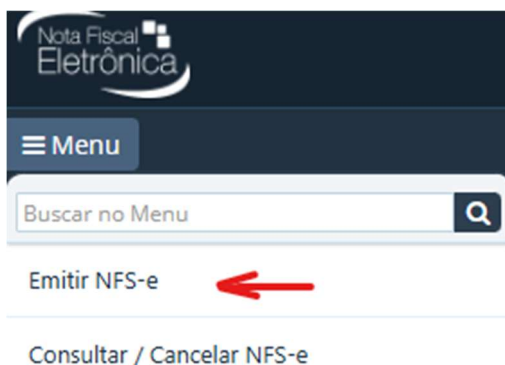 Nota Fiscal
Eletrônica
Menu
Buscar no Menu
Emitir NFS-e
Consultar / Cancelar NFS-e